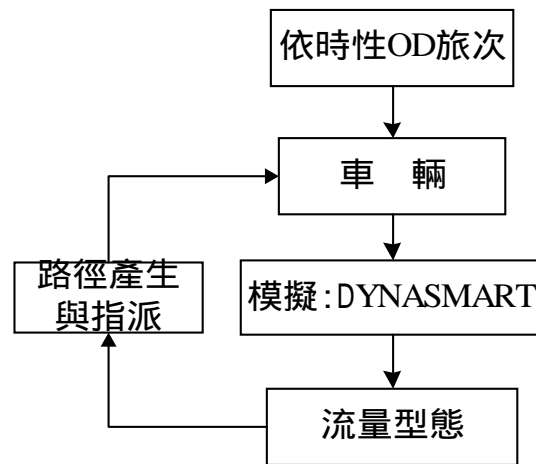 依時性OD旅次
車 輛
路徑產生
與指派
模擬:DYNASMART
流量型態